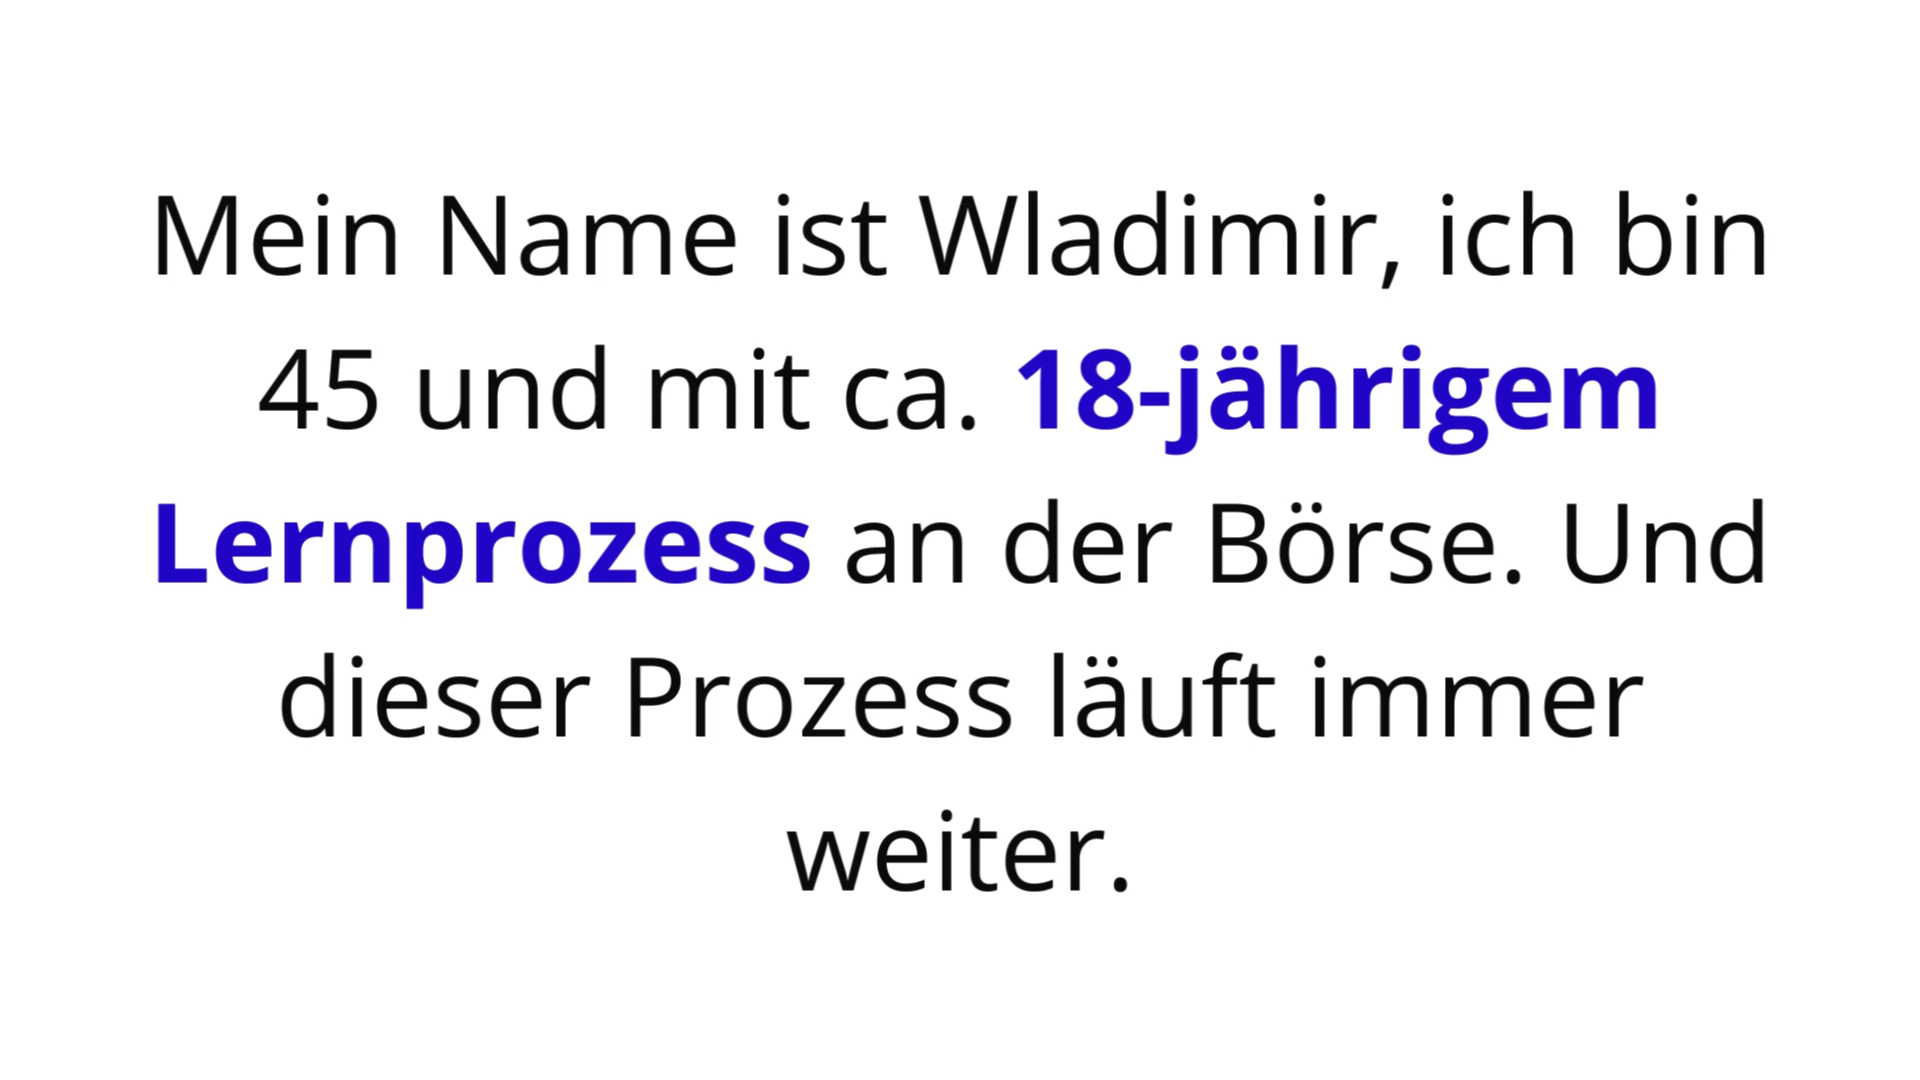 Mein Name ist Wladimir, ich bin
45 und mit ca. 18-jährigem
Lernprozess an der Börse. Und
dieser Prozess läuft immer
weiter.